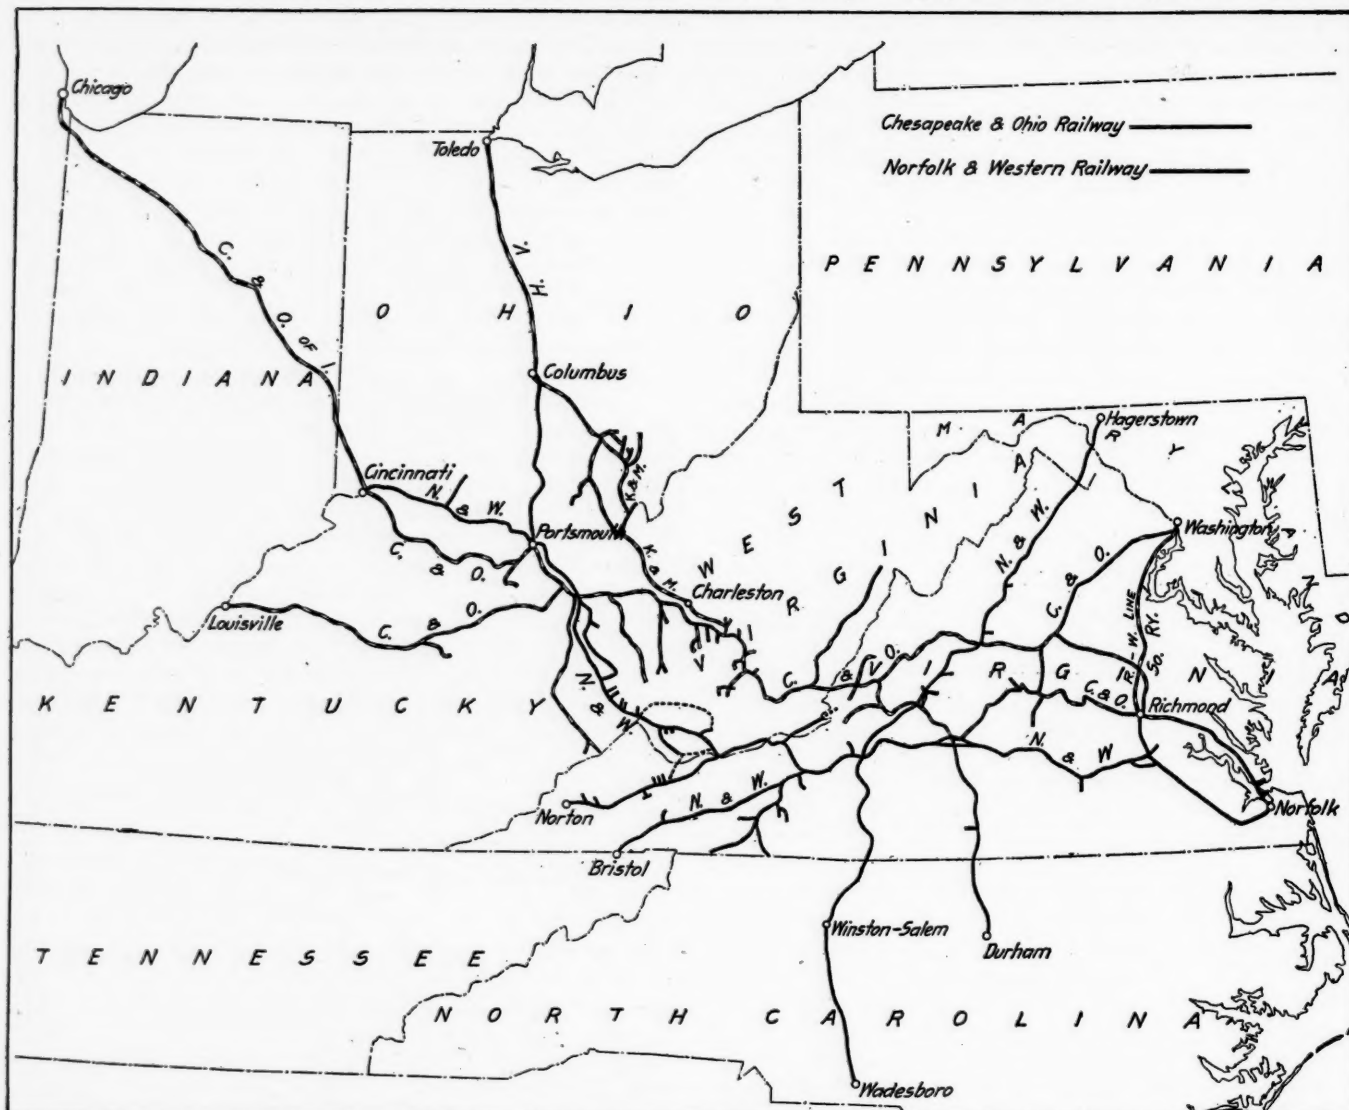 Chicago
Toledo
Chesapeake & Ohio Railway
Norfolk & Western Railway
PENNSYLVANIA
C. & O. OF I.
H. V.
OHIO
INDIANA
Columbus
Hagerstown
MARY
Cincinnati
N. & W.
K. & M.
WEST
VIRGINIA
N. & W.
Washington
Portsmouth
C. & O.
K. & M.
C. & O.
Charleston
Louisville
C. & O.
R.-W. LINE
SO. RY.
C. & O.
VIRGINIA
KENTUCKY
N. & W.
C. & O.
Richmond
N. & W.
N. & W.
Norton
Norfolk
Bristol
Winston-Salem
Durham
TENNESSEE
NORTH CAROLINA
Wadesboro